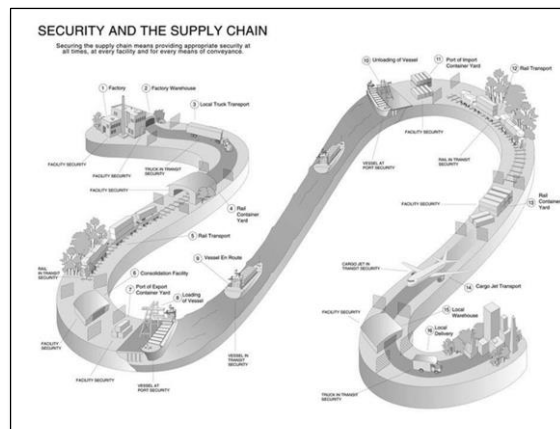 SECURITY AND THE SUPPLY CHAIN
Securing the supply chain means providing appropriate security at
all times, at every facility and for every means of conveyance.
1 Factory
2 Factory Warehouse
3 Local Truck Transport
FACILITY SECURITY
FACILITY SECURITY
TRUCK IN TRANSIT
SECURITY
FACILITY SECURITY
4 Rail
Container
Yard
5 Rail Transport
RAIL
IN TRANSIT
SECURITY
6 Consolidation Facility
7 Port of Export
Container Yard
8 Loading
of Vessel
FACILITY
SECURITY
FACILITY SECURITY
VESSEL AT
PORT SECURITY
9 Vessel En Route
VESSEL IN
TRANSIT
SECURITY
10 Unloading of Vessel
11 Port of Import
Container Yard
12 Rail Transport
FACILITY SECURITY
VESSEL AT
PORT SECURITY
RAIL IN TRANSIT
SECURITY
13 Rail
Container
Yard
FACILITY SECURITY
CARGO JET IN
TRANSIT SECURITY
14 Cargo Jet Transport
15 Local
Warehouse
FACILITY SECURITY
16 Local
Delivery
TRUCK IN TRANSIT
SECURITY